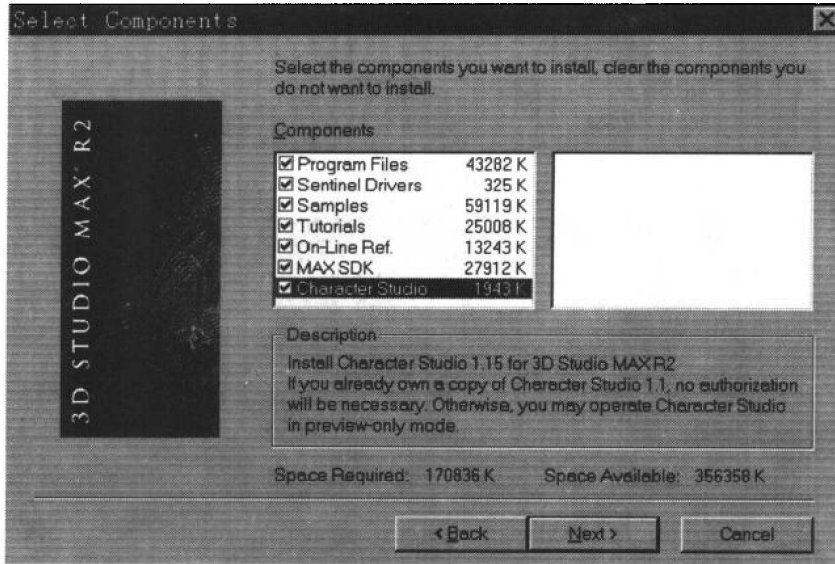 Select Components
Select the components you want to install, clear the components you
do not want to install.
3D STUDIO MAX R2
Components
Program Files 43282 K
Sentinel Drivers 325 K
Samples 59119 K
Tutorials 25008 K
On-Line Ref. 13243 K
MAX SDK 27912 K
Character Studio 1943 K
Description
Install Character Studio 1.15 for 3D Studio MAX R2
If you already own a copy of Character Studio 1.1, no authorization
will be necessary. Otherwise, you may operate Character Studio
in preview-only mode.
Space Required: 170836 K Space Available: 356358 K
< Back Next > Cancel